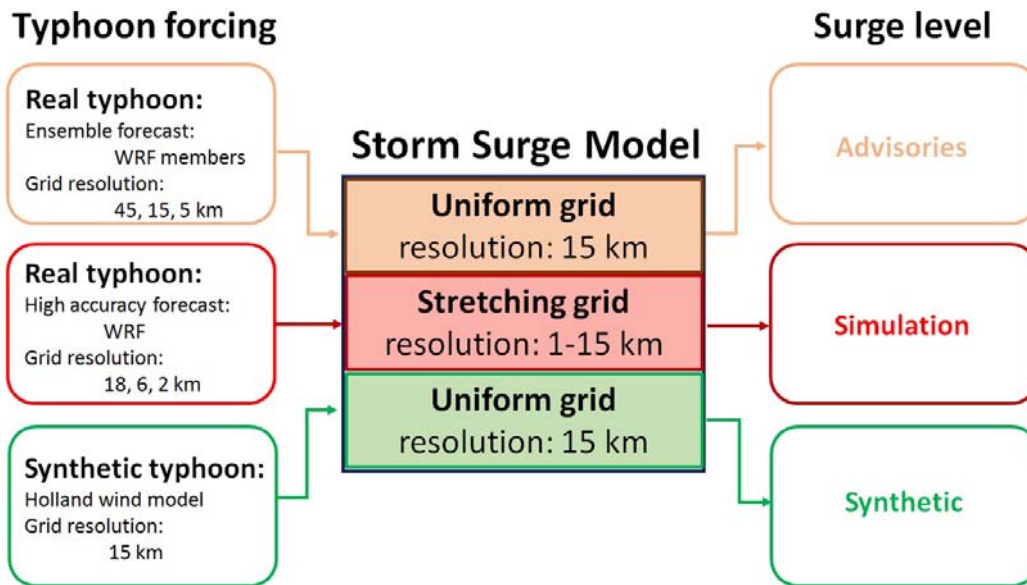 Typhoon forcing
Real typhoon:
Ensemble forecast:
WRF members
Grid resolution:
45, 15, 5 km
Real typhoon:
High accuracy forecast:
WRF
Grid resolution:
18, 6, 2 km
Synthetic typhoon:
Holland wind model
Grid resolution:
15 km
Storm Surge Model
Uniform grid
resolution: 15 km
Stretching grid
resolution: 1-15 km
Uniform grid
resolution: 15 km
Surge level
Advisories
Simulation
Synthetic